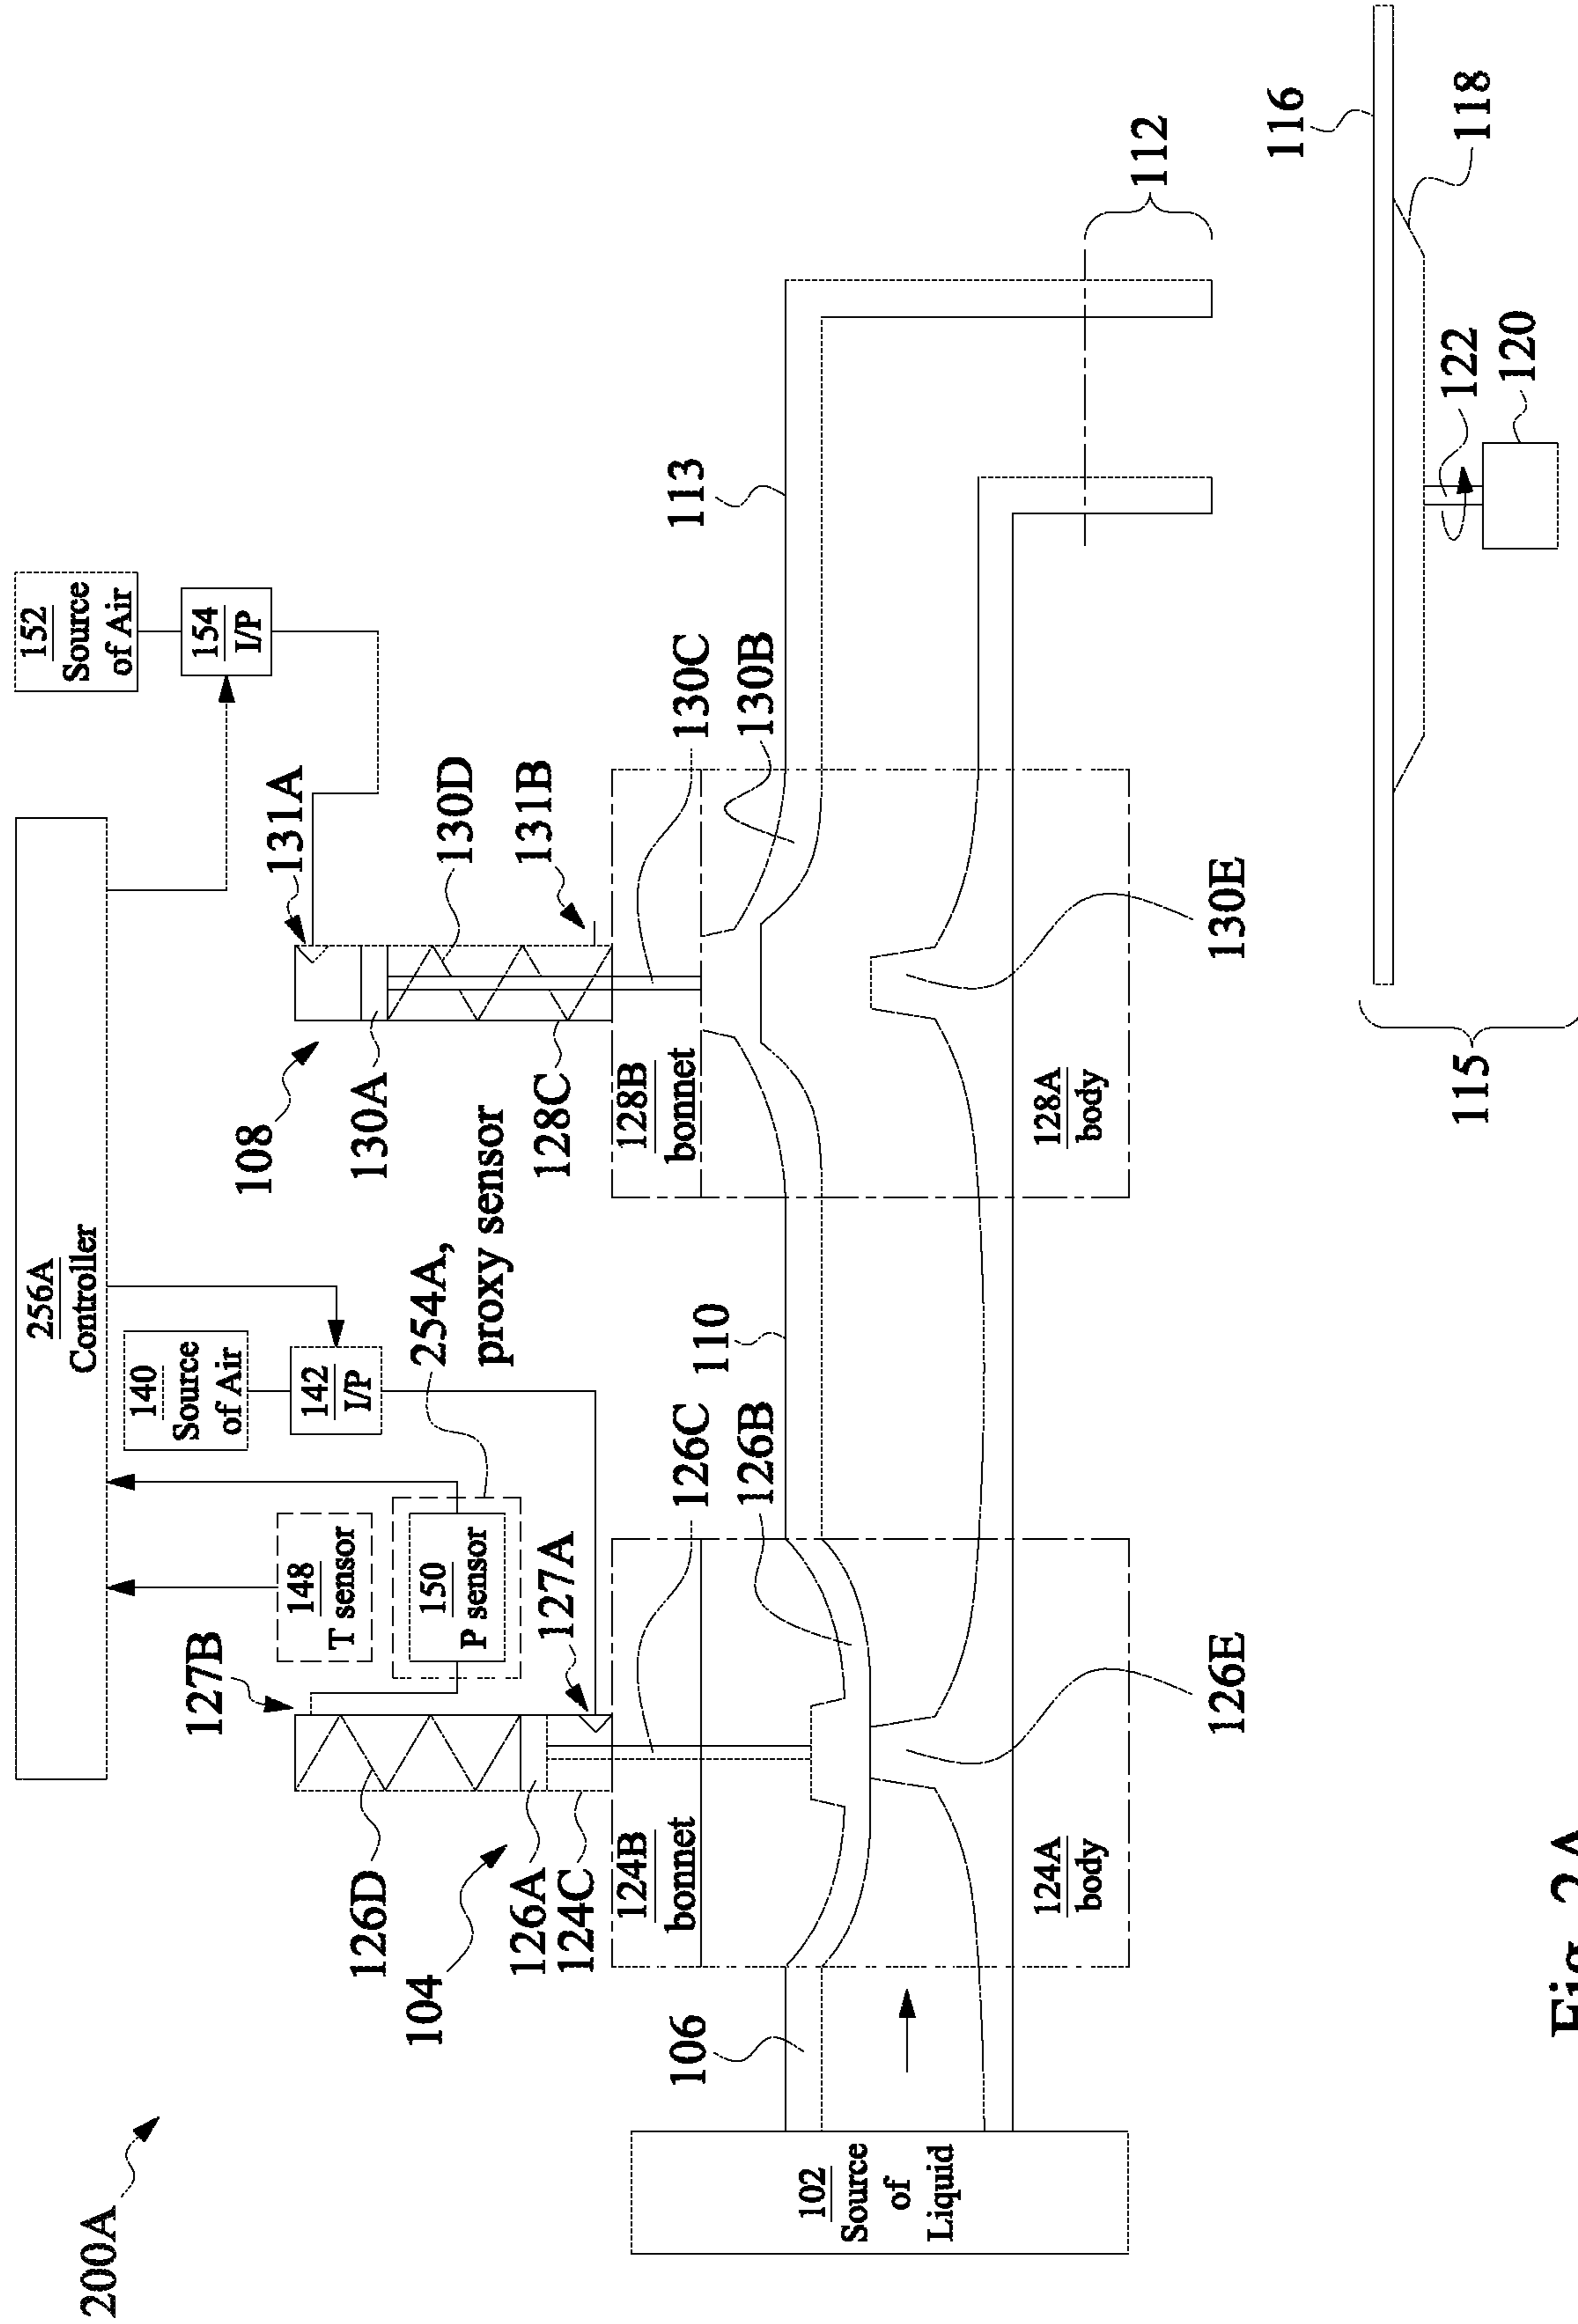 200A
256A
Controller
152
Source
of Air
154
I/P
140
Source
of Air
142
I/P
148
T sensor
150
P sensor
254A,
proxy sensor
127B
127A
126D
126A
124C
104
131A
130D
131B
108
130A
128C
130C
130B
126C
126B
110
113
106
124B
bonnet
128B
bonnet
102
Source
of
Liquid
124A
body
128A
body
126E
130E
112
116
118
122
120
115
Fig. 2A